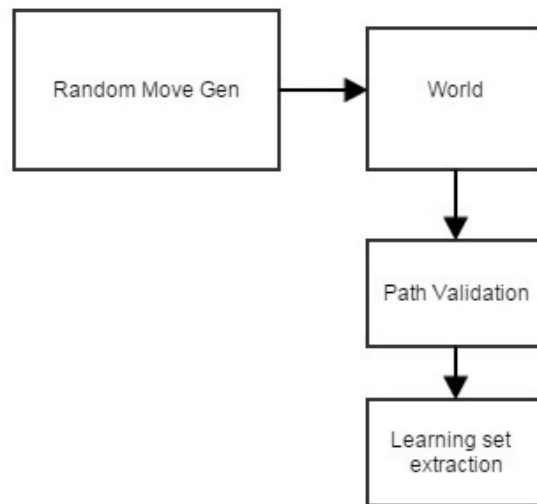 Random Move Gen
World
Path Validation
Learning set
extraction